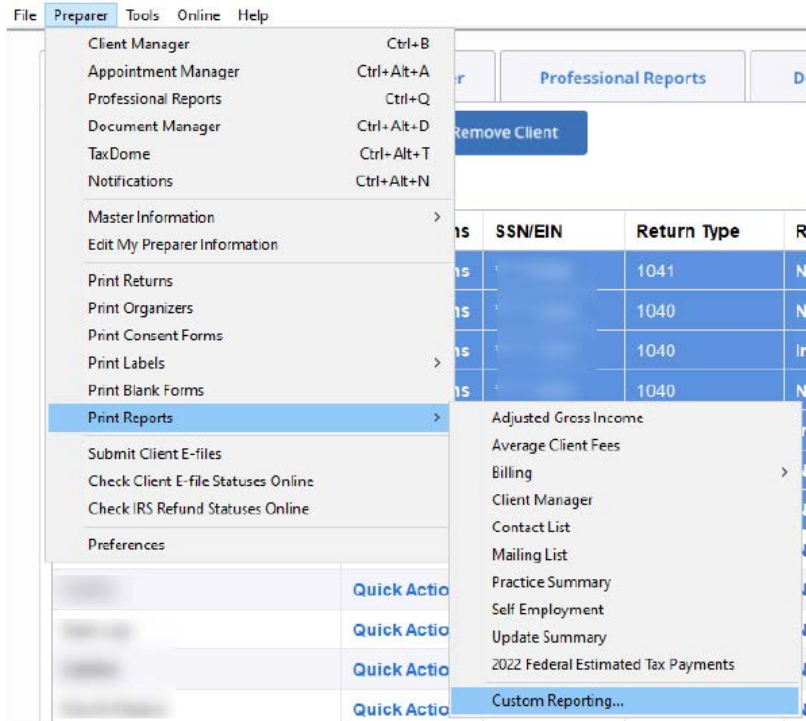 File Preparer Tools Online Help
Client Manager Ctrl+B
Appointment Manager Ctrl+Alt+A
Professional Reports Ctrl+Q
Document Manager Ctrl+Alt+D
TaxDome Ctrl+Alt+T
Notifications Ctrl+Alt+N
Master Information >
Edit My Preparer Information
Print Returns
Print Organizers
Print Consent Forms
Print Labels >
Print Blank Forms
Print Reports >
Submit Client E-files
Check Client E-file Statuses Online
Check IRS Refund Statuses Online
Preferences
Professional Reports
Remove Client
SSN/EIN Return Type
1041
1040
1040
1040
Adjusted Gross Income
Average Client Fees
Billing >
Client Manager
Contact List
Mailing List
Practice Summary
Self Employment
Update Summary
2022 Federal Estimated Tax Payments
Custom Reporting...
Quick Actio
Quick Actio
Quick Actio
Quick Actio